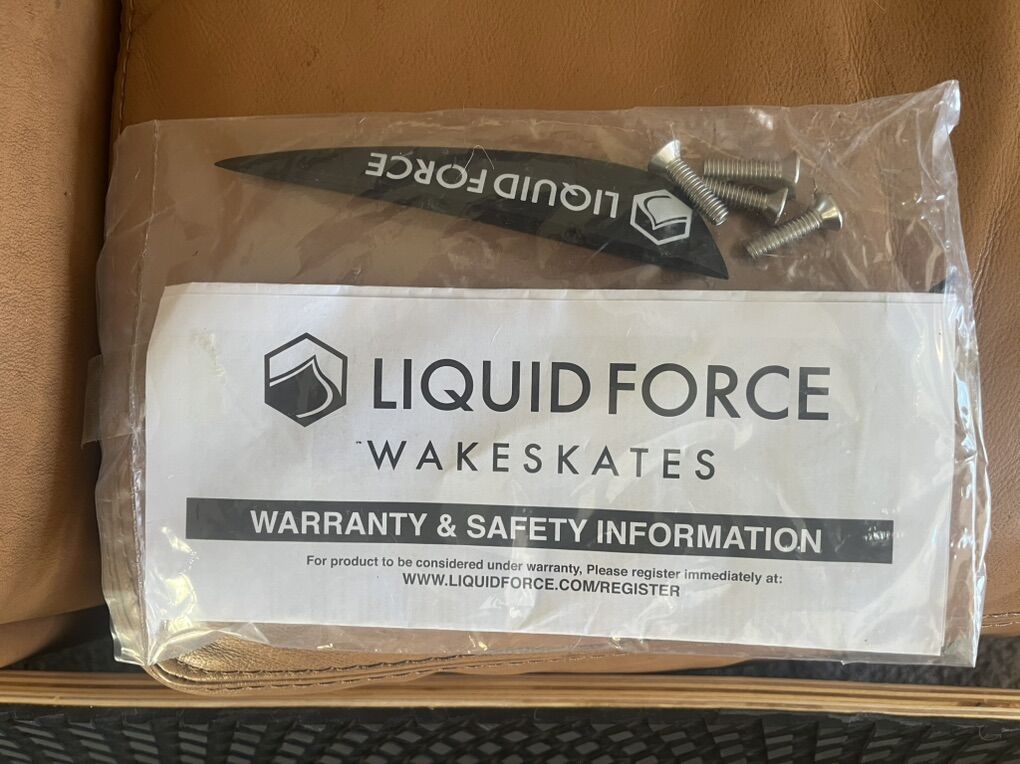 LIQUID FORCE
LIQUID FORCE
™WAKESKATES
WARRANTY & SAFETY INFORMATION
For product to be considered under warranty, Please register immediately at:
WWW.LIQUIDFORCE.COM/REGISTER